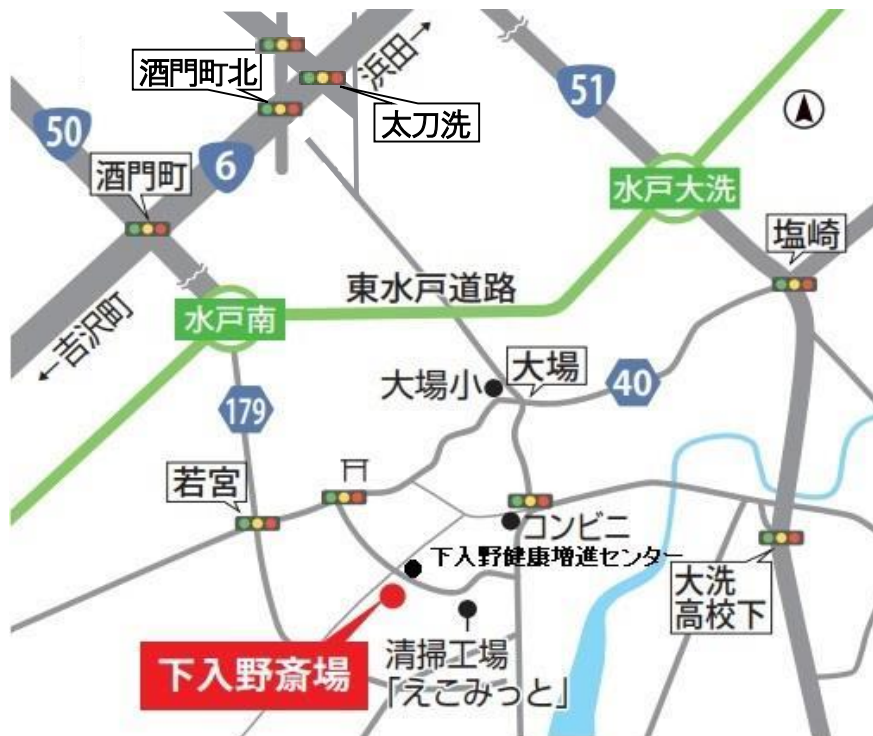 酒門町北
浜田
太刀洗
50
6
51
酒門町
水戸大洗
塩崎
東水戸道路
水戸南
吉沢町
大場小
大場
40
179
若宮
コンビニ
下入野健康増進センター
大洗
高校下
下入野斎場
清掃工場
「えこみっと」